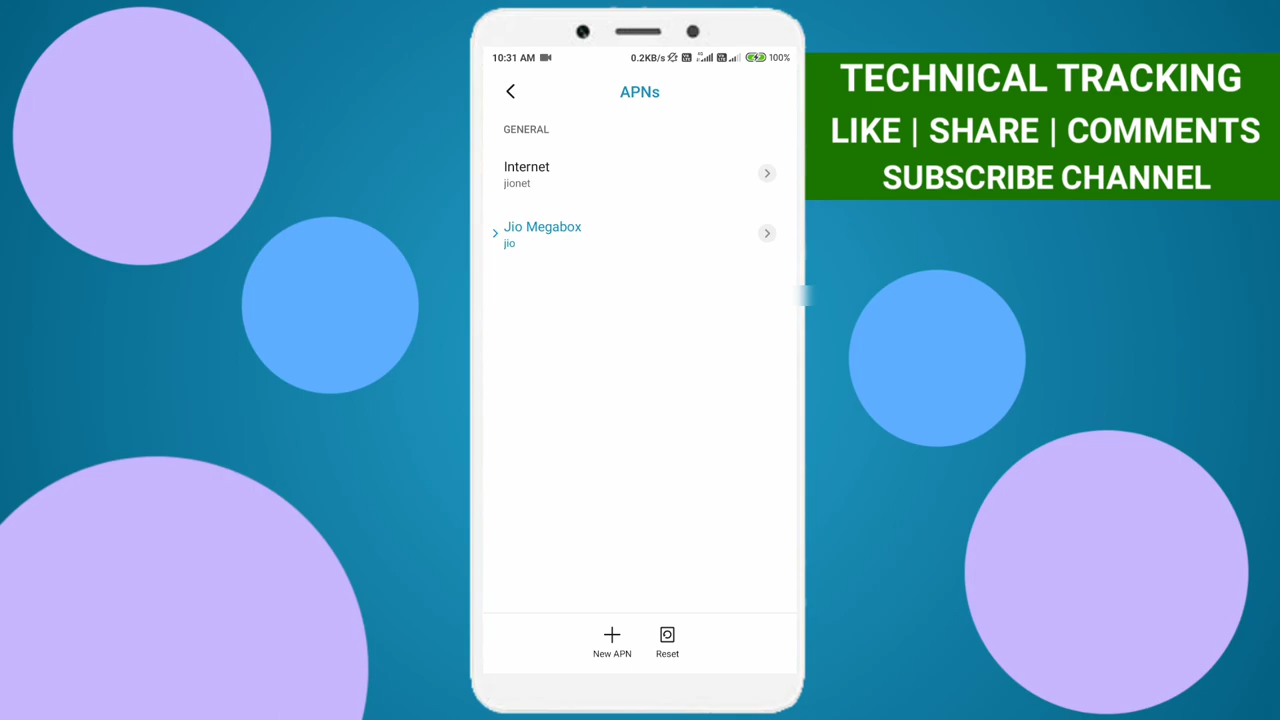 10:31 AM 0.2KB/s 100%
TECHNICAL TRACKING
LIKE | SHARE | COMMENTS
SUBSCRIBE CHANNEL
APNs
GENERAL
Internet
jionet
Jio Megabox
jio
New APN Reset